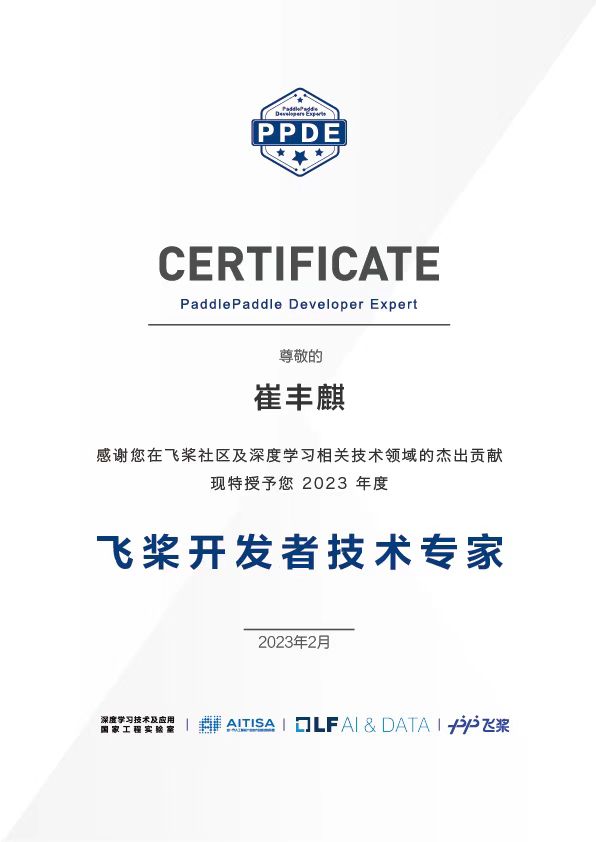 PaddlePaddle
Developers Experts
PPDE
CERTIFICATE
PaddlePaddle Developer Expert
尊敬的
崔丰麒
感谢您在飞桨社区及深度学习相关技术领域的杰出贡献
现特授予您 2023 年度
飞桨开发者技术专家
2023年2月
深度学习技术及应用
国家工程实验室
AITISA
LF AI & DATA
飞桨